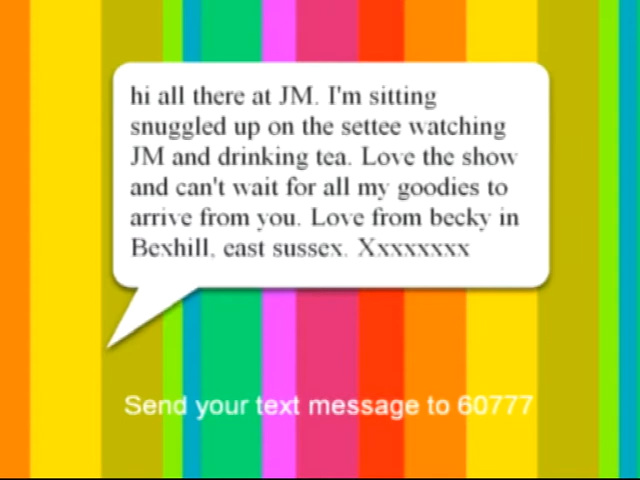 hi all there at JM. I'm sitting
snuggled up on the settee watching
JM and drinking tea. Love the show
and can't wait for all my goodies to
arrive from you. Love from becky in
Bexhill, east sussex. Xxxxxxxx
Send your text message to 60777